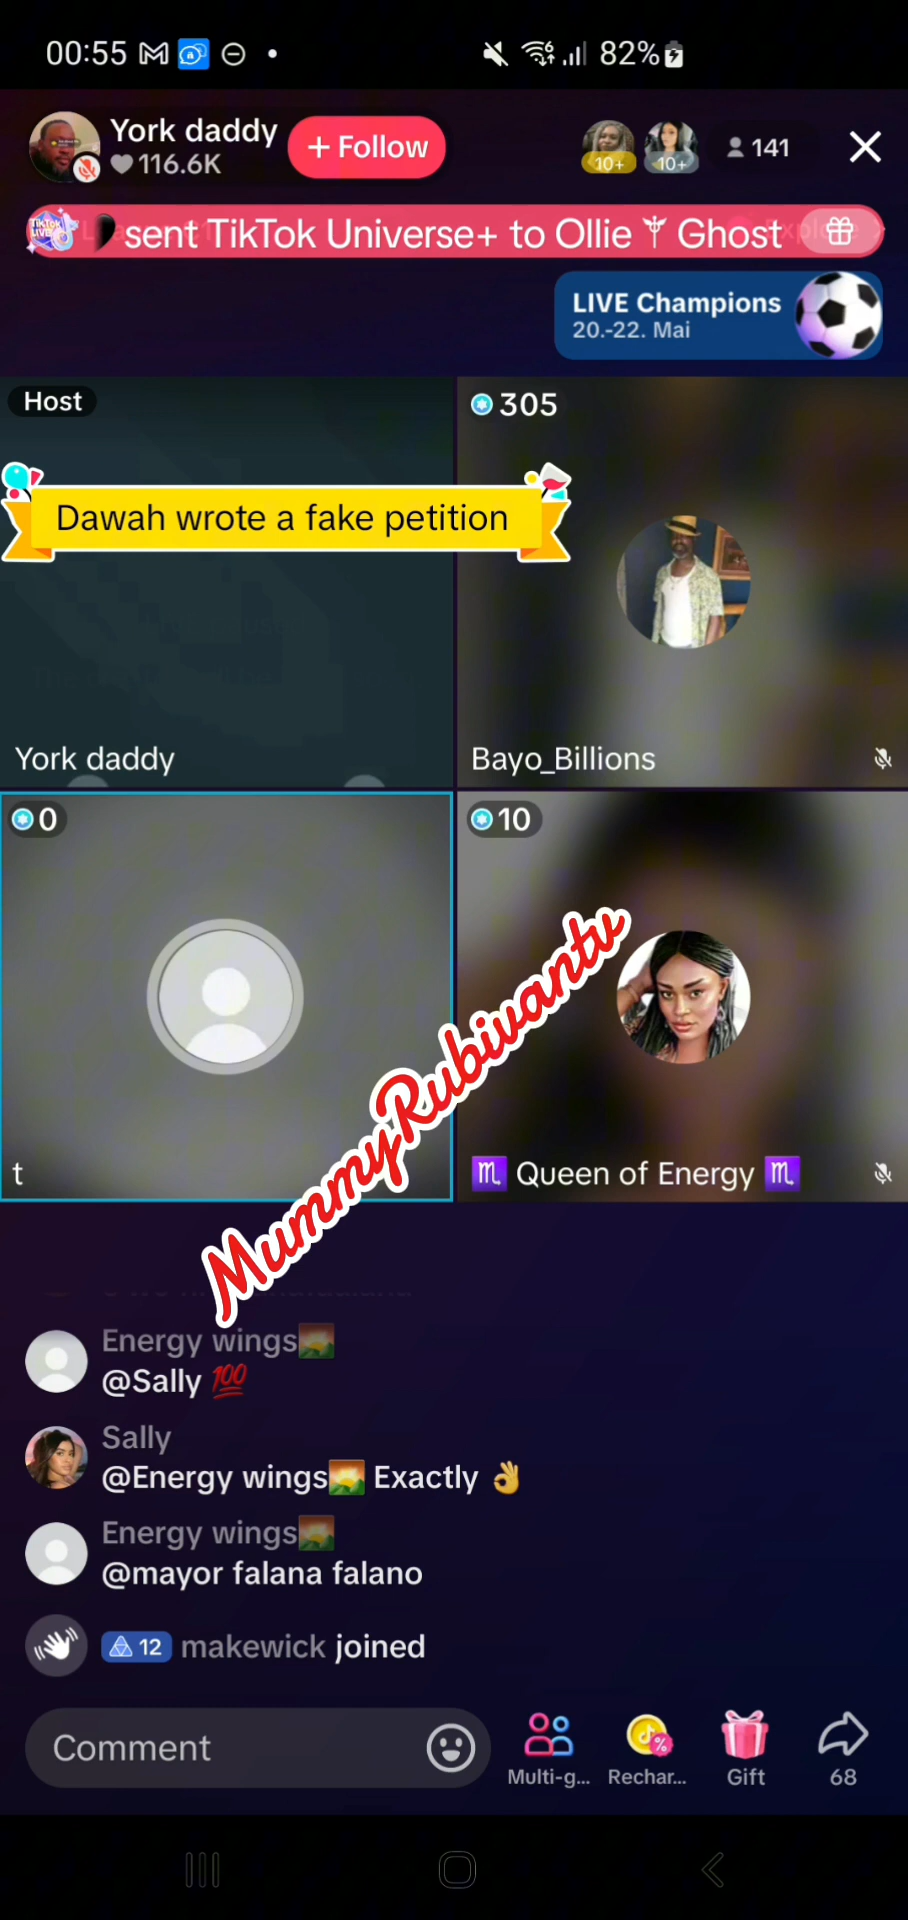 00:55
82%
York daddy
116.6K
+ Follow
10+
10+
141
sent TikTok Universe+ to Ollie Ghost
LIVE Champions
20.-22. Mai
Host
305
Dawah wrote a fake petition
York daddy
Bayo_Billions
0
10
MummyRubivantv
t
♏ Queen of Energy ♏
Energy wings
@Sally 💯
Sally
@Energy wings Exactly 👌
Energy wings
@mayor falana falano
12 makewick joined
Comment
Multi-g...
Rechar...
Gift
68